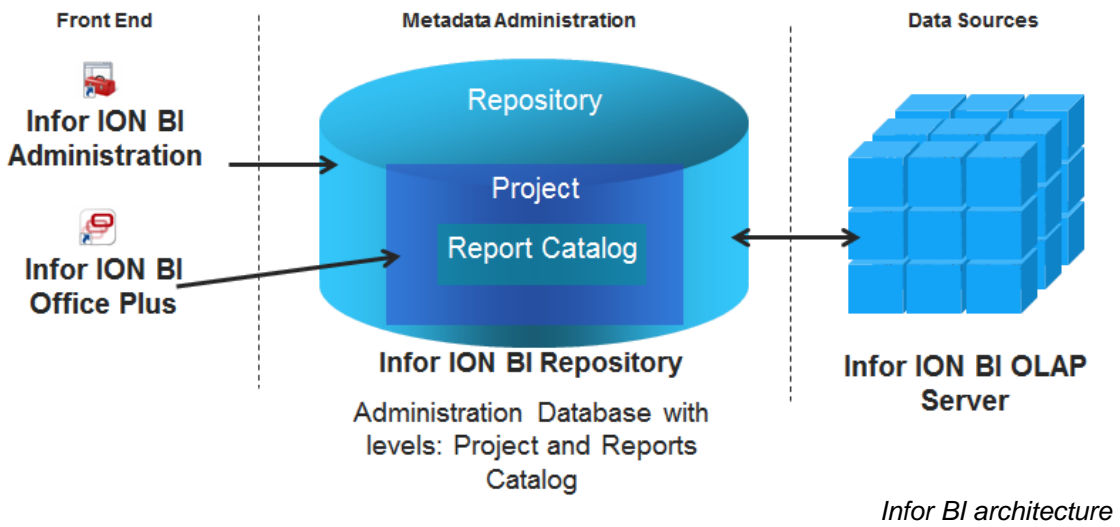 Front End
Metadata Administration
Data Sources
Infor ION BI
Administration
Infor ION BI
Office Plus
Repository
Project
Report Catalog
Infor ION BI Repository
Administration Database with
levels: Project and Reports
Catalog
Infor ION BI OLAP
Server
Infor BI architecture